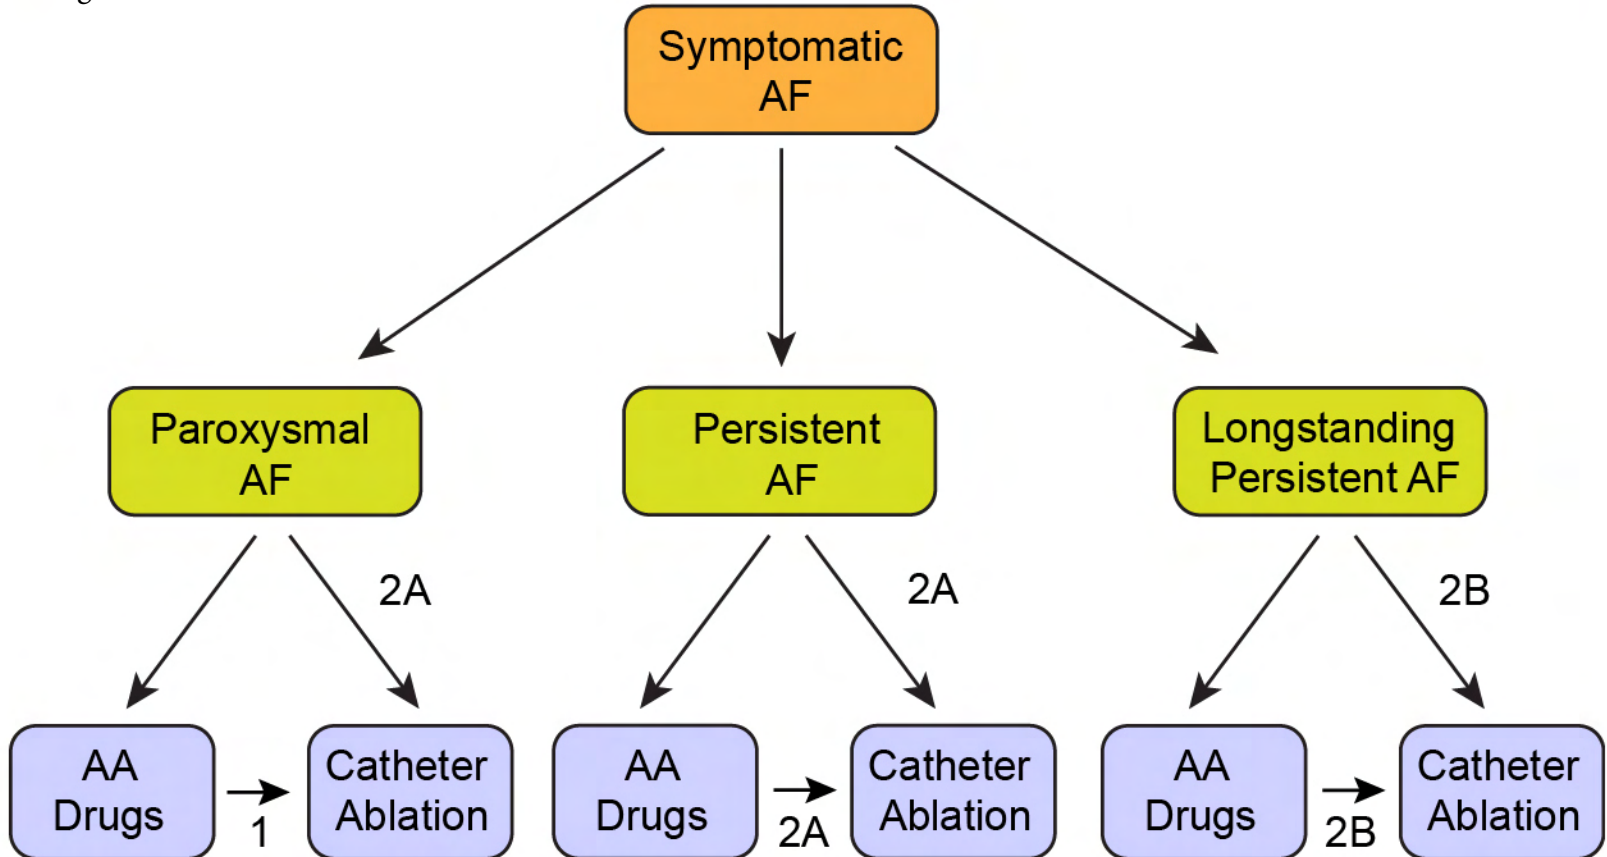 Symptomatic
AF
Paroxysmal
AF
Persistent
AF
Longstanding
Persistent AF
2A
2A
2B
AA
Drugs
1
Catheter
Ablation
AA
Drugs
2A
Catheter
Ablation
AA
Drugs
2B
Catheter
Ablation